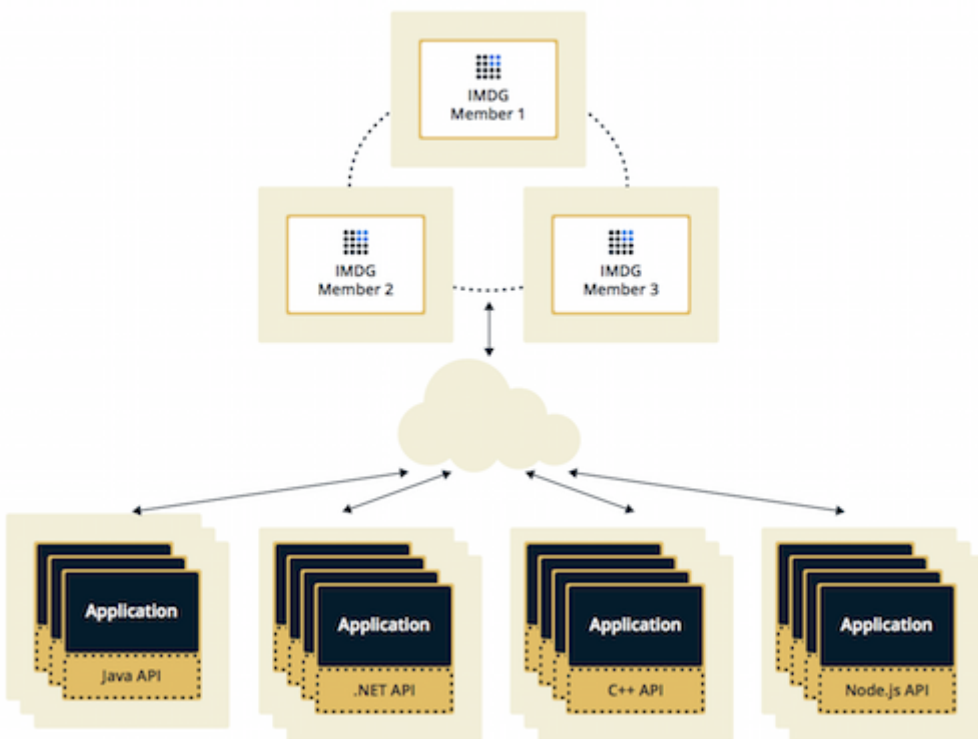 IMDG
Member 1
IMDG
Member 2
IMDG
Member 3
Application
Java API
Application
.NET API
Application
C++ API
Application
Node.js API